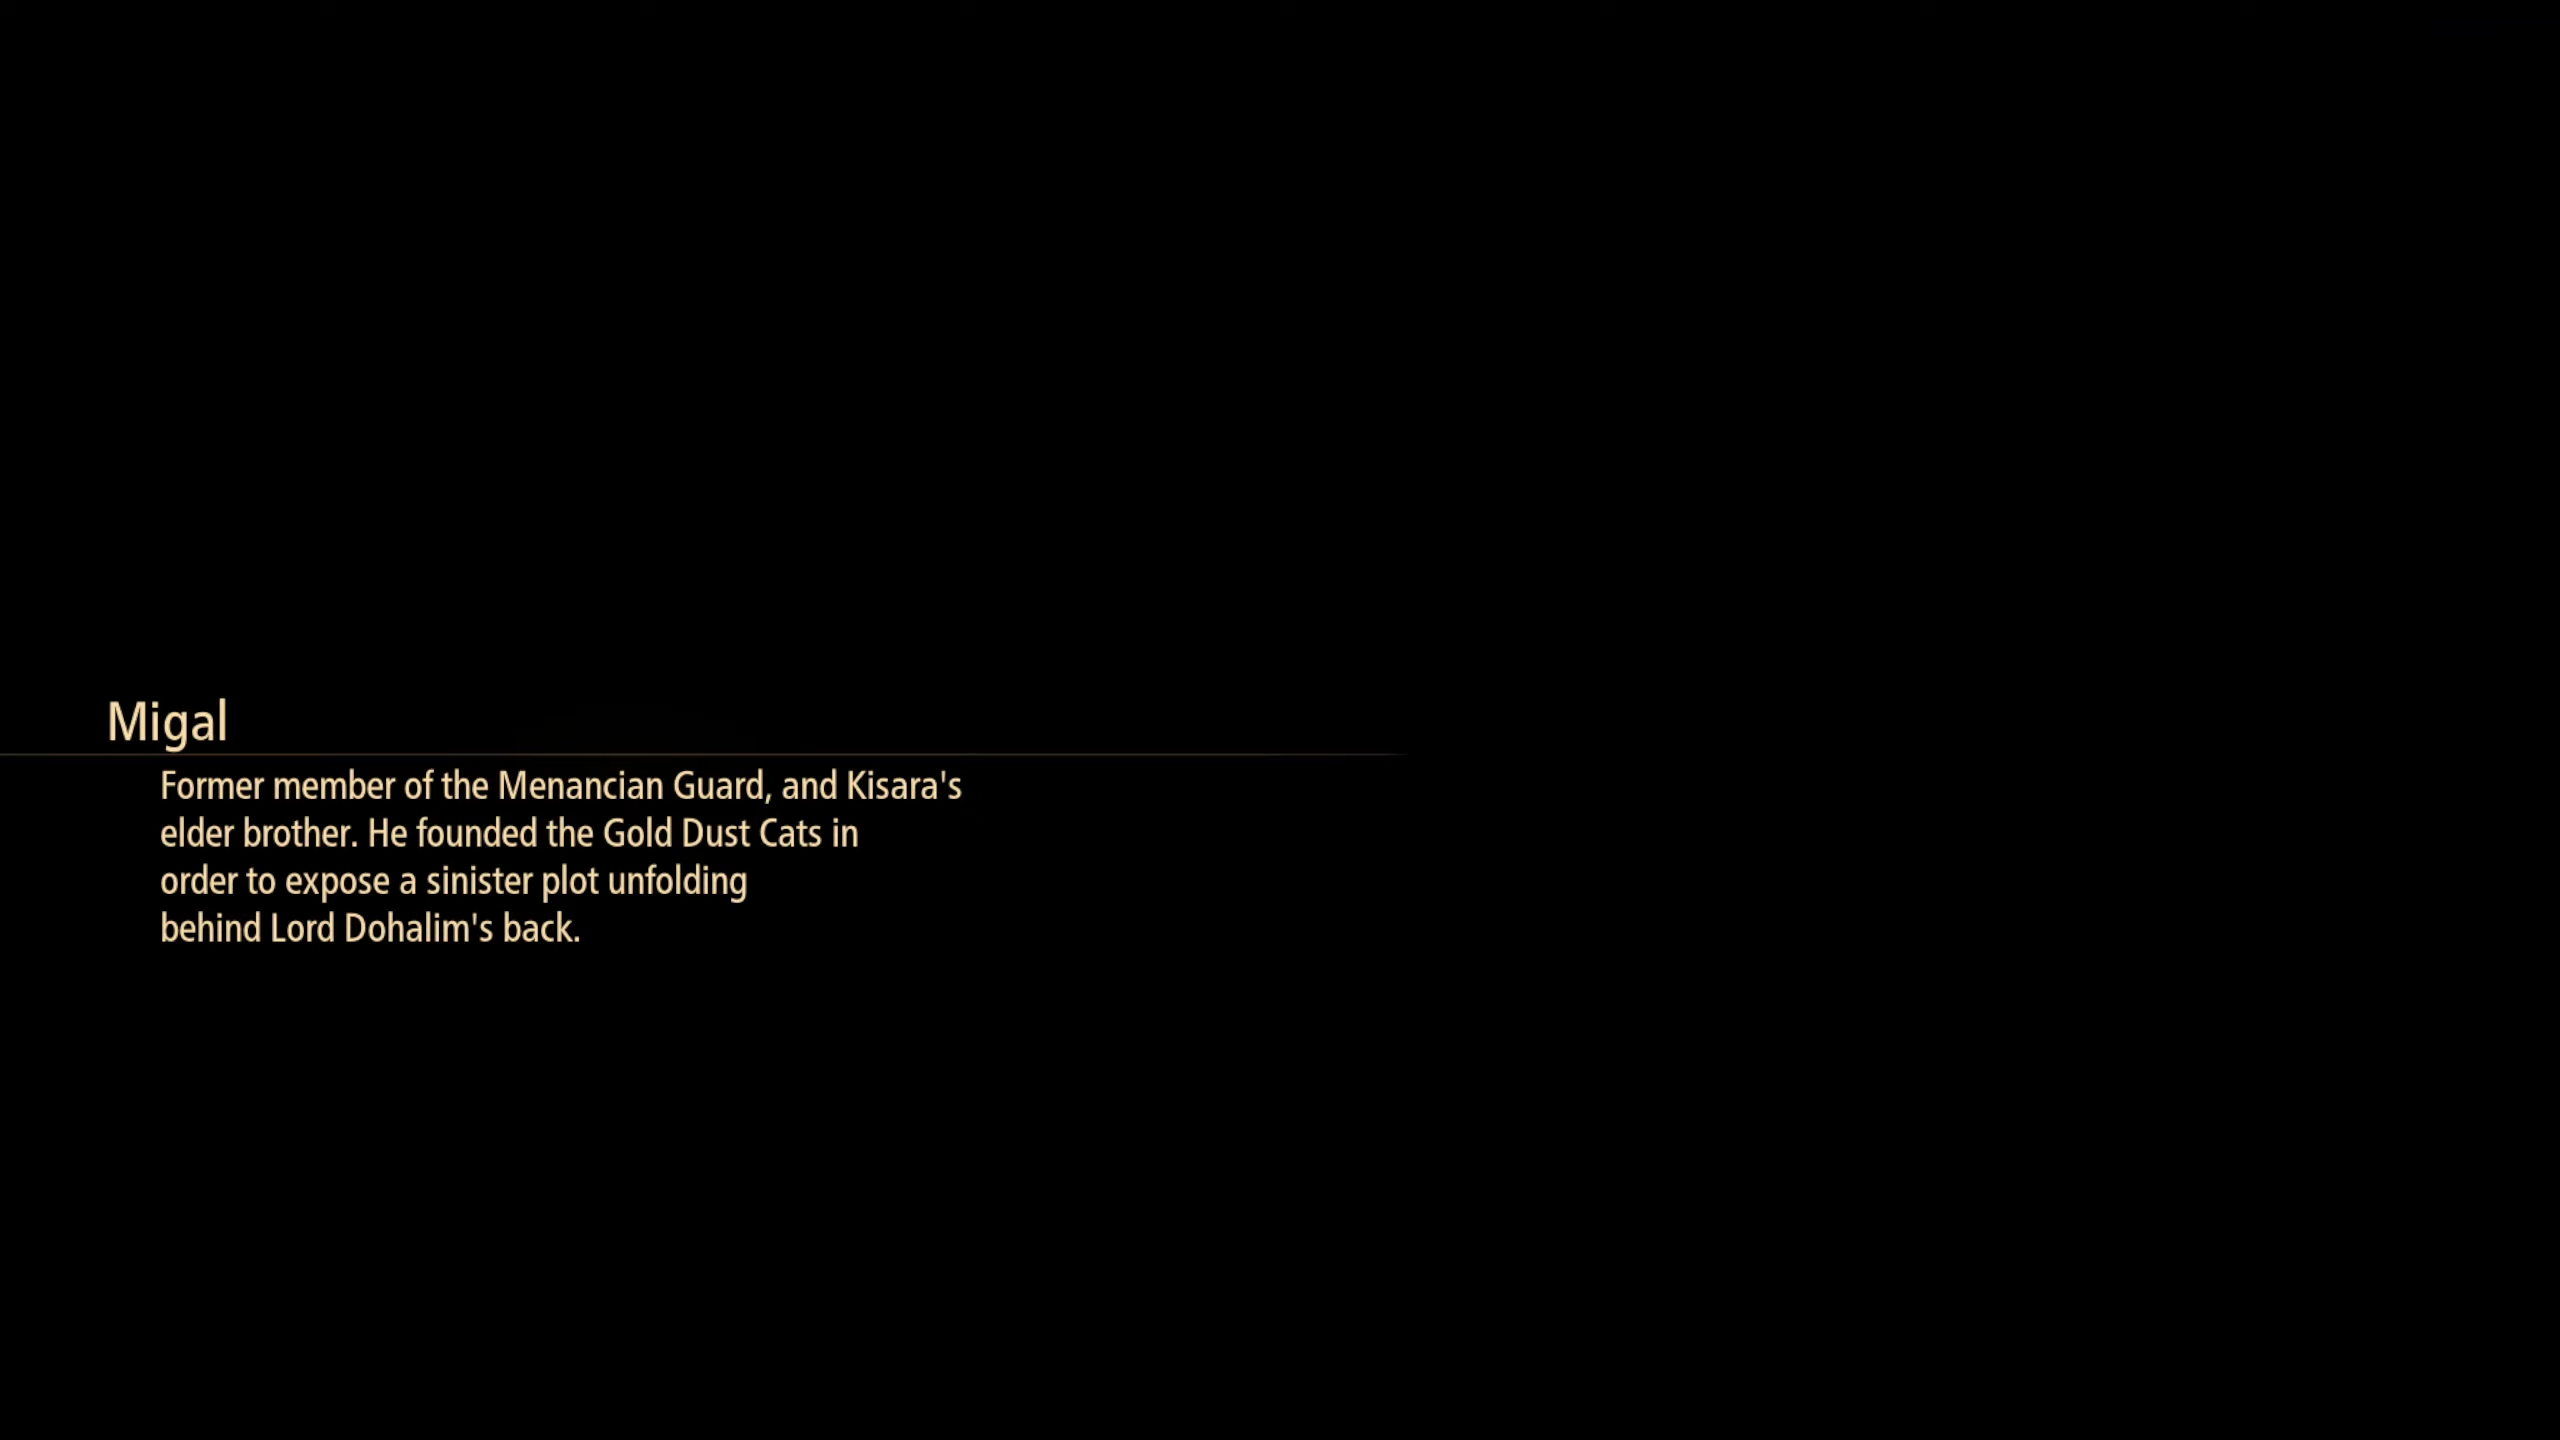 Migal
Former member of the Menancian Guard, and Kisara's
elder brother. He founded the Gold Dust Cats in
order to expose a sinister plot unfolding
behind Lord Dohalim's back.